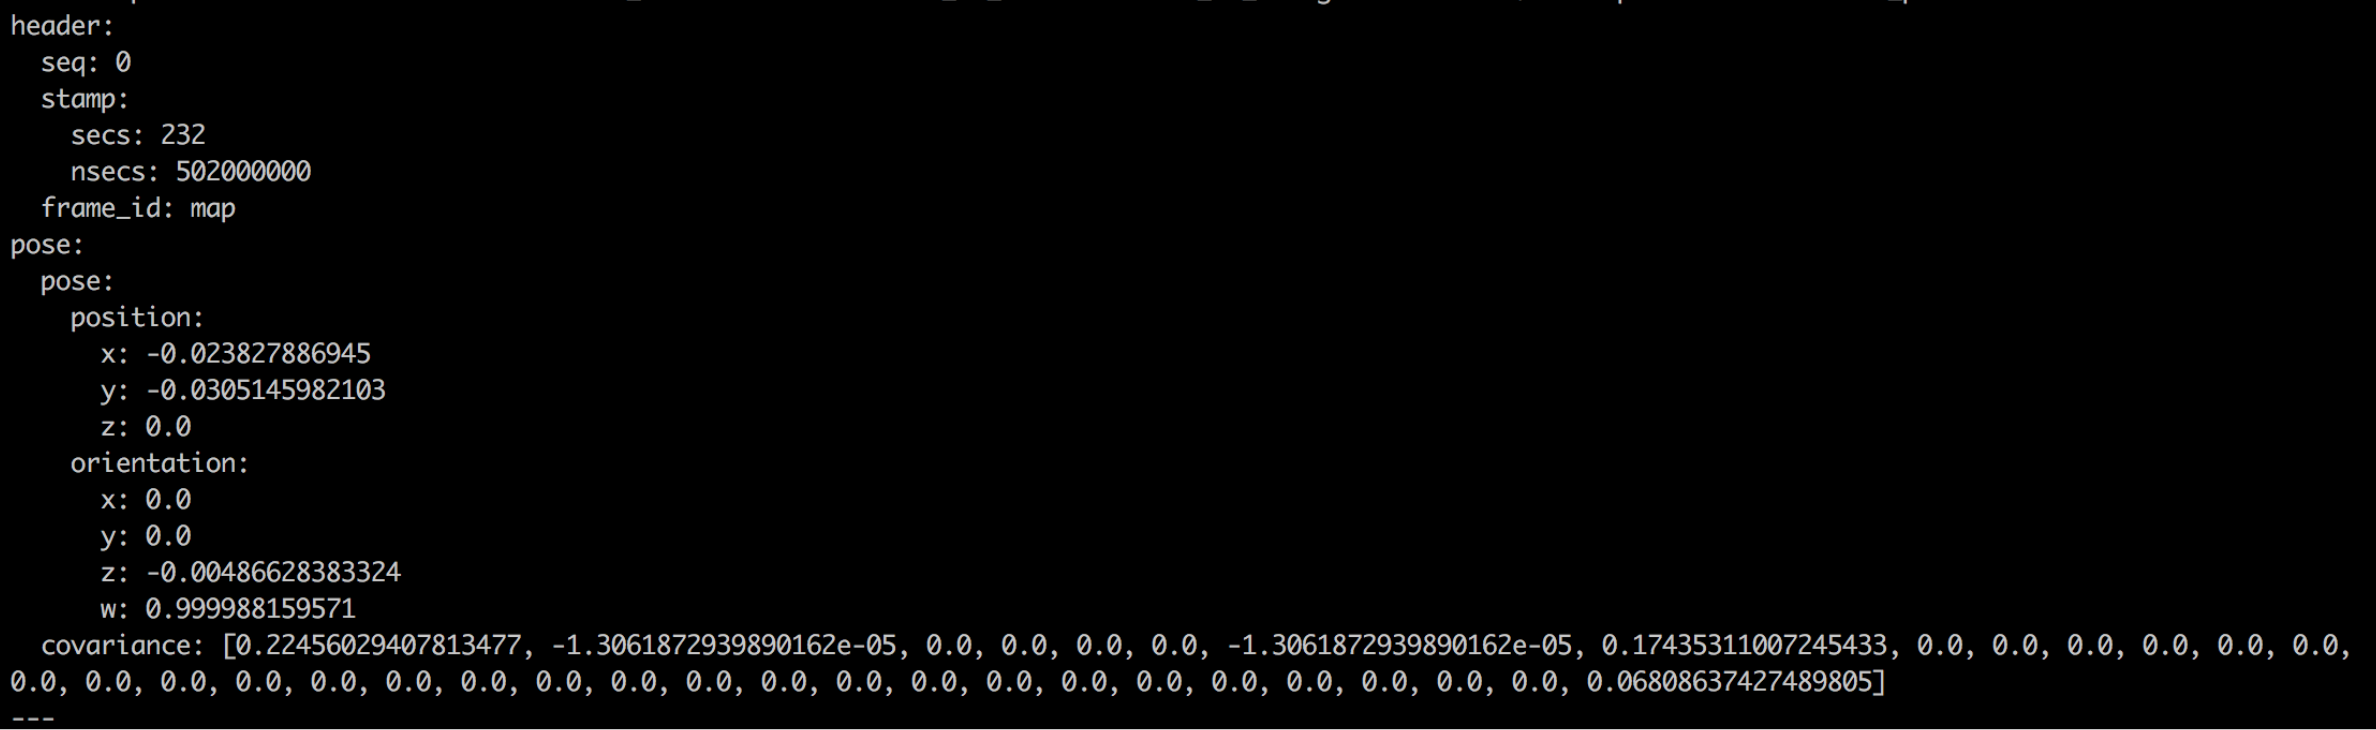 header:
  seq: 0
  stamp:
    secs: 232
    nsecs: 502000000
  frame_id: map
pose:
  pose:
    position:
      x: -0.023827886945
      y: -0.0305145982103
      z: 0.0
    orientation:
      x: 0.0
      y: 0.0
      z: -0.00486628383324
      w: 0.999988159571
  covariance: [0.22456029407813477, -1.3061872939890162e-05, 0.0, 0.0, 0.0, 0.0, -1.3061872939890162e-05, 0.17435311007245433, 0.0, 0.0, 0.0, 0.0, 0.0, 0.0,
0.0, 0.0, 0.0, 0.0, 0.0, 0.0, 0.0, 0.0, 0.0, 0.0, 0.0, 0.0, 0.0, 0.0, 0.0, 0.0, 0.0, 0.0, 0.0, 0.0, 0.0, 0.06808637427489805]
---